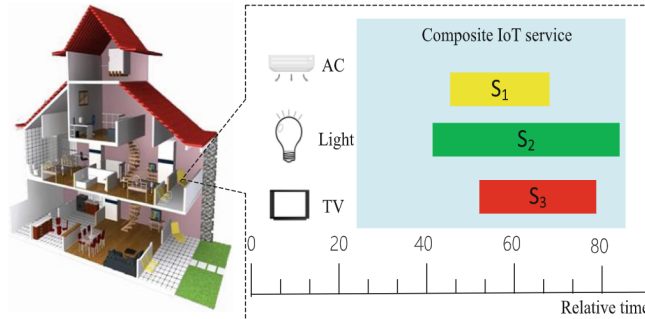 Composite IoT service
AC
S1
Light
S2
TV
S3
0 20 40 60 80
Relative time